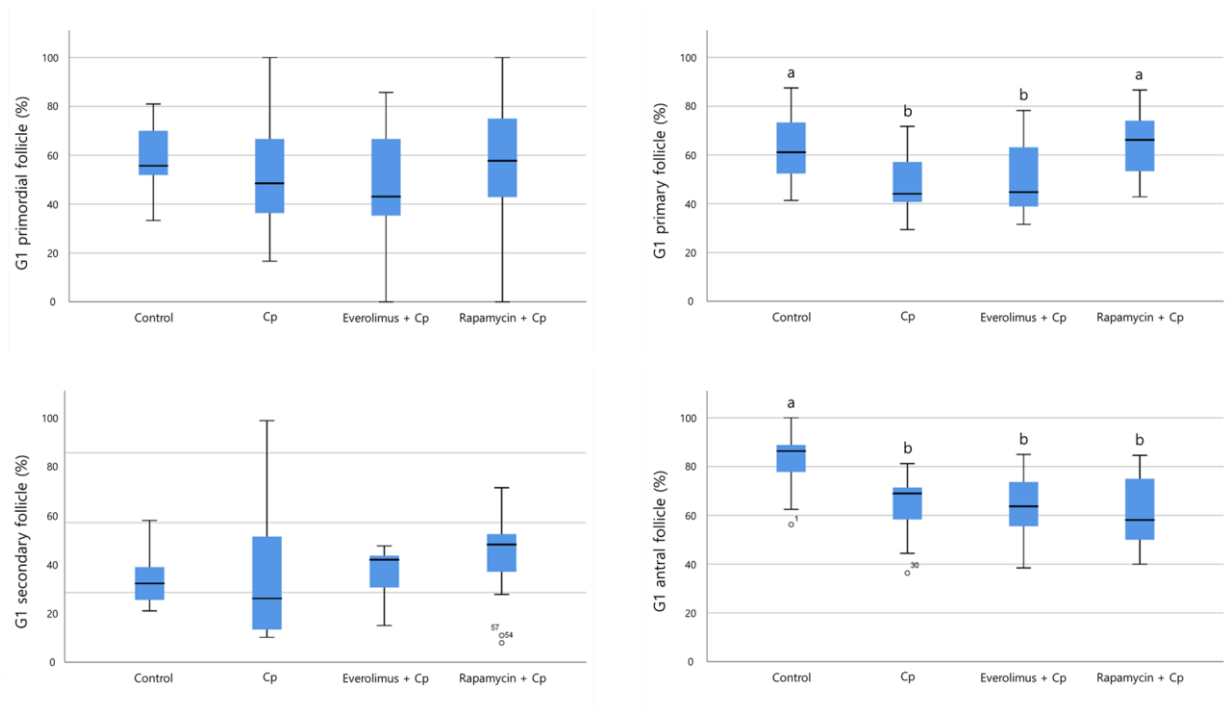 G1 primordial follicle (%)
100
80
60
40
20
0
Control Cp Everolimus + Cp Rapamycin + Cp
G1 primary follicle (%)
100
80
60
40
20
0
a b b a
Control Cp Everolimus + Cp Rapamycin + Cp
G1 secondary follicle (%)
100
80
60
40
20
0
57 54
Control Cp Everolimus + Cp Rapamycin + Cp
G1 antral follicle (%)
100
80
60
40
20
0
a b b b
1
30
Control Cp Everolimus + Cp Rapamycin + Cp